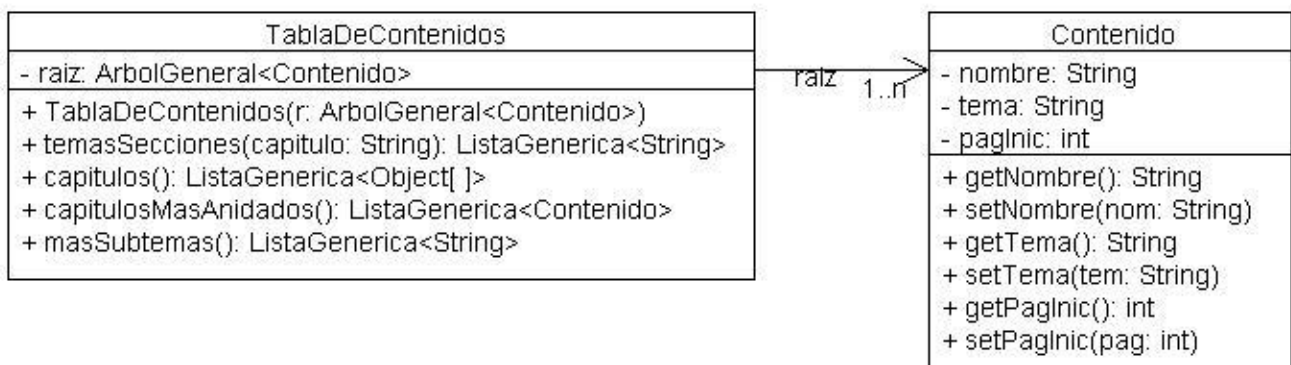 TablaDeContenidos
- raiz: ArbolGeneral<Contenido>
+ TablaDeContenidos(r: ArbolGeneral<Contenido>)
+ temasSecciones(capitulo: String): ListaGenerica<String>
+ capitulos(): ListaGenerica<Object[ ]>
+ capitulosMasAnidados(): ListaGenerica<Contenido>
+ masSubtemas(): ListaGenerica<String>
raiz
1..n
Contenido
- nombre: String
- tema: String
- pagInic: int
+ getNombre(): String
+ setNombre(nom: String)
+ getTema(): String
+ setTema(tem: String)
+ getPagInic(): int
+ setPagInic(pag: int)